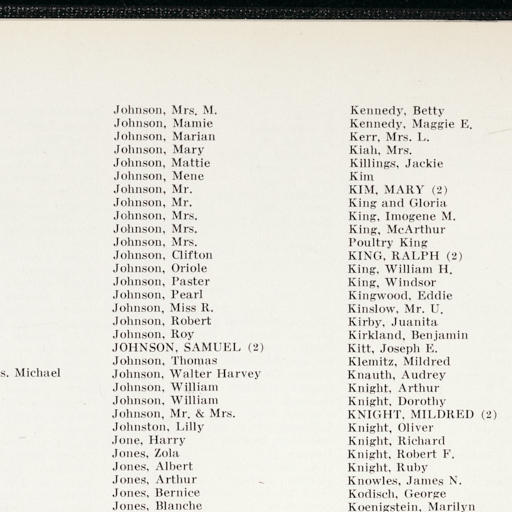 s. Michael
Johnson, Mrs. M.
Johnson, Mamie
Johnson, Marian
Johnson, Mary
Johnson, Mattie
Johnson, Mene
Johnson, Mr.
Johnson, Mr.
Johnson, Mrs.
Johnson, Mrs.
Johnson, Mrs.
Johnson, Clifton
Johnson, Oriole
Johnson, Paster
Johnson, Pearl
Johnson, Miss R.
Johnson, Robert
Johnson, Roy
JOHNSON, SAMUEL (2)
Johnson, Thomas
Johnson, Walter Harvey
Johnson, William
Johnson, William
Johnson, Mr. & Mrs.
Johnston, Lilly
Jone, Harry
Jones, Zola
Jones, Albert
Jones, Arthur
Jones, Bernice
Jones, Blanche
Kennedy, Betty
Kennedy, Maggie E.
Kerr, Mrs. L.
Kiah, Mrs.
Killings, Jackie
Kim
KIM, MARY (2)
King and Gloria
King, Imogene M.
King, McArthur
Poultry King
KING, RALPH (2)
King, William H.
King, Windsor
Kingwood, Eddie
Kinslow, Mr. U.
Kirby, Juanita
Kirkland, Benjamin
Kitt, Joseph E.
Klemitz, Mildred
Knauth, Audrey
Knight, Arthur
Knight, Dorothy
KNIGHT, MILDRED (2)
Knight, Oliver
Knight, Richard
Knight, Robert F.
Knight, Ruby
Knowles, James N.
Kodisch, George
Koenigstein, Marilyn